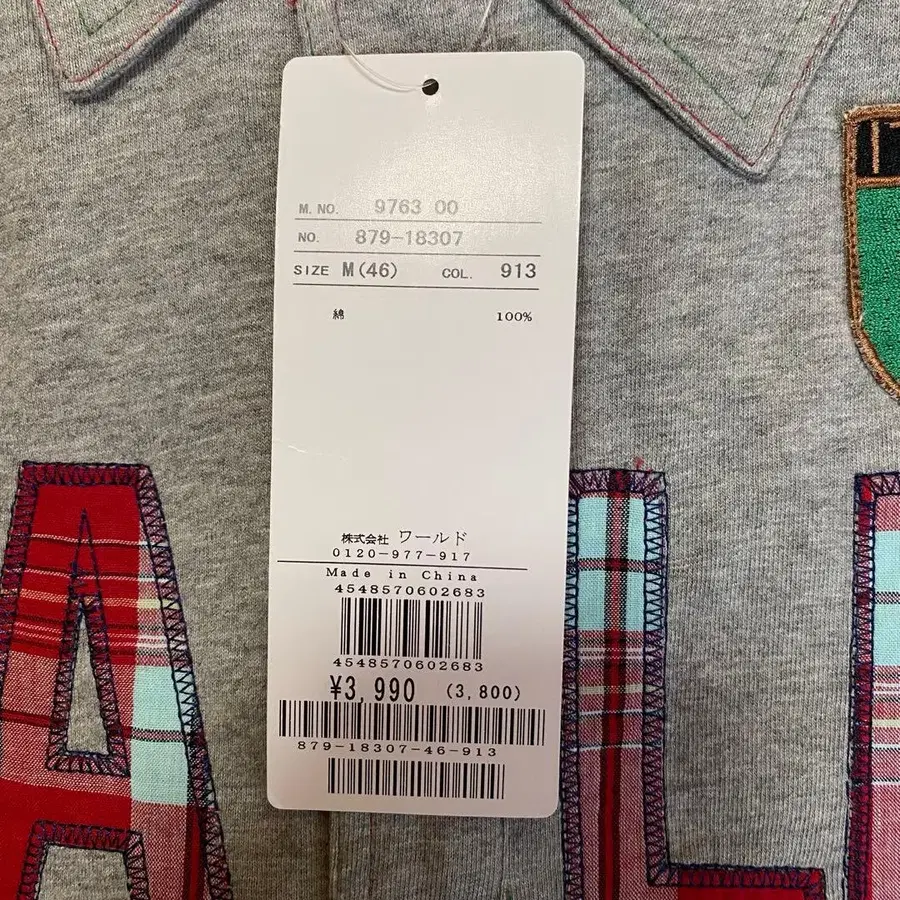 M. NO. 9763 00
NO. 879-18307
SIZE M(46) COL. 913
綿 100%
株式会社 ワールド
0120-977-917
Made in China
4548570602683
4548570602683
¥3,990 (3,800)
879-18307-46-913